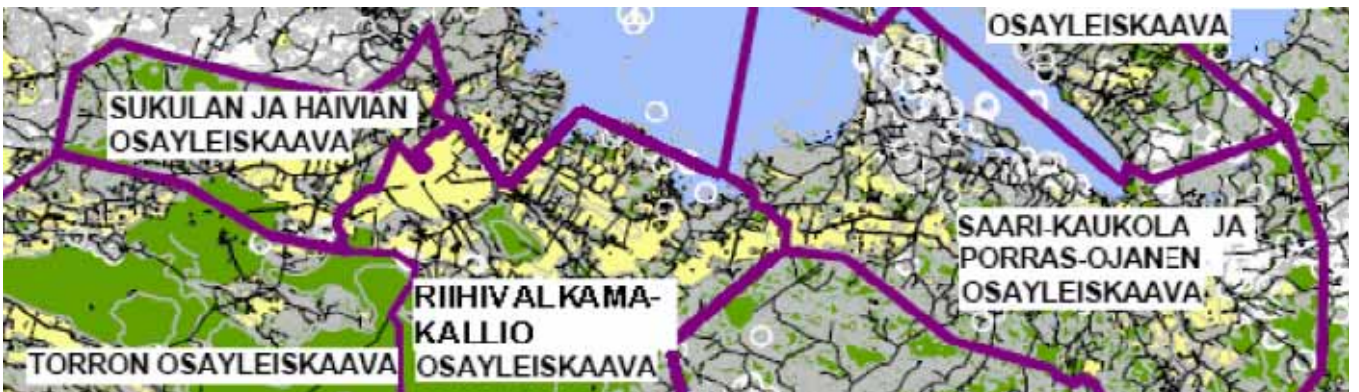 OSAYLEISKAAVA
SUKULAN JA HAIVIAN
OSAYLEISKAAVA
SAARI-KAUKOLA JA
PORRAS-OJANEN
OSAYLEISKAAVA
RIIHIVALKAMA-
KALLIO
OSAYLEISKAAVA
TORRON OSAYLEISKAAVA